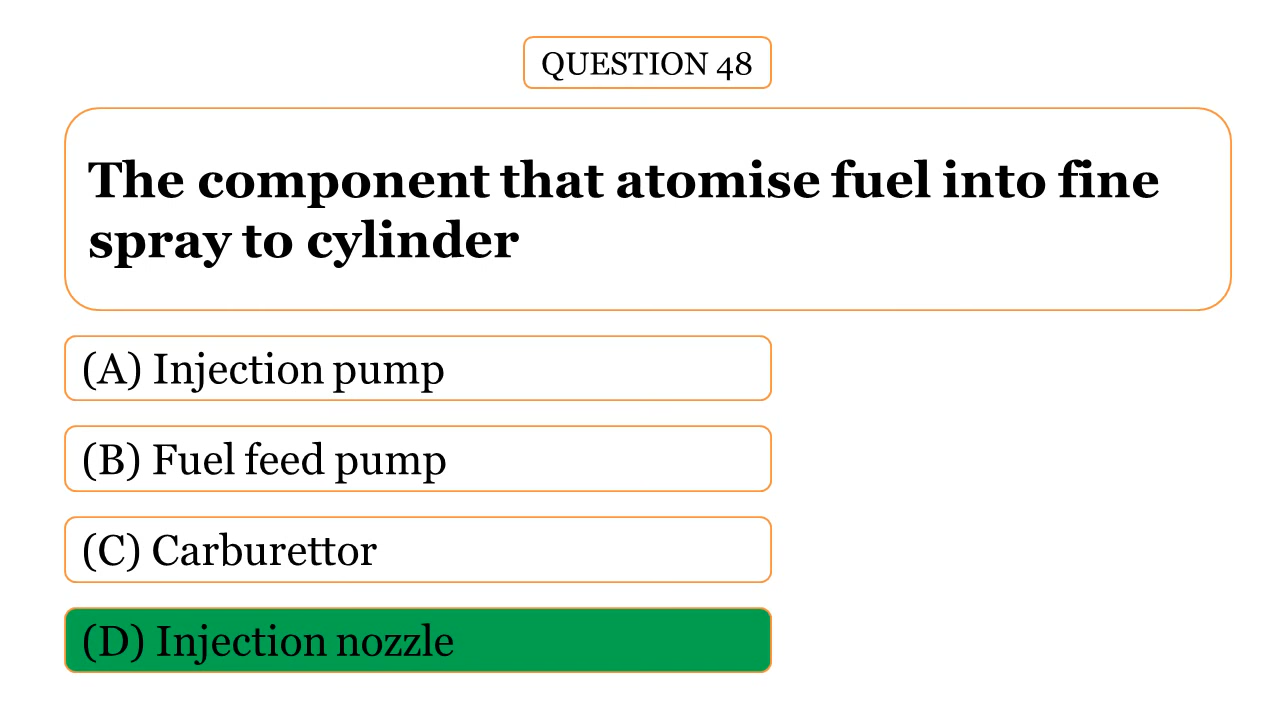 QUESTION 48
The component that atomise fuel into fine
spray to cylinder
(A) Injection pump
(B) Fuel feed pump
(C) Carburettor
(D) Injection nozzle